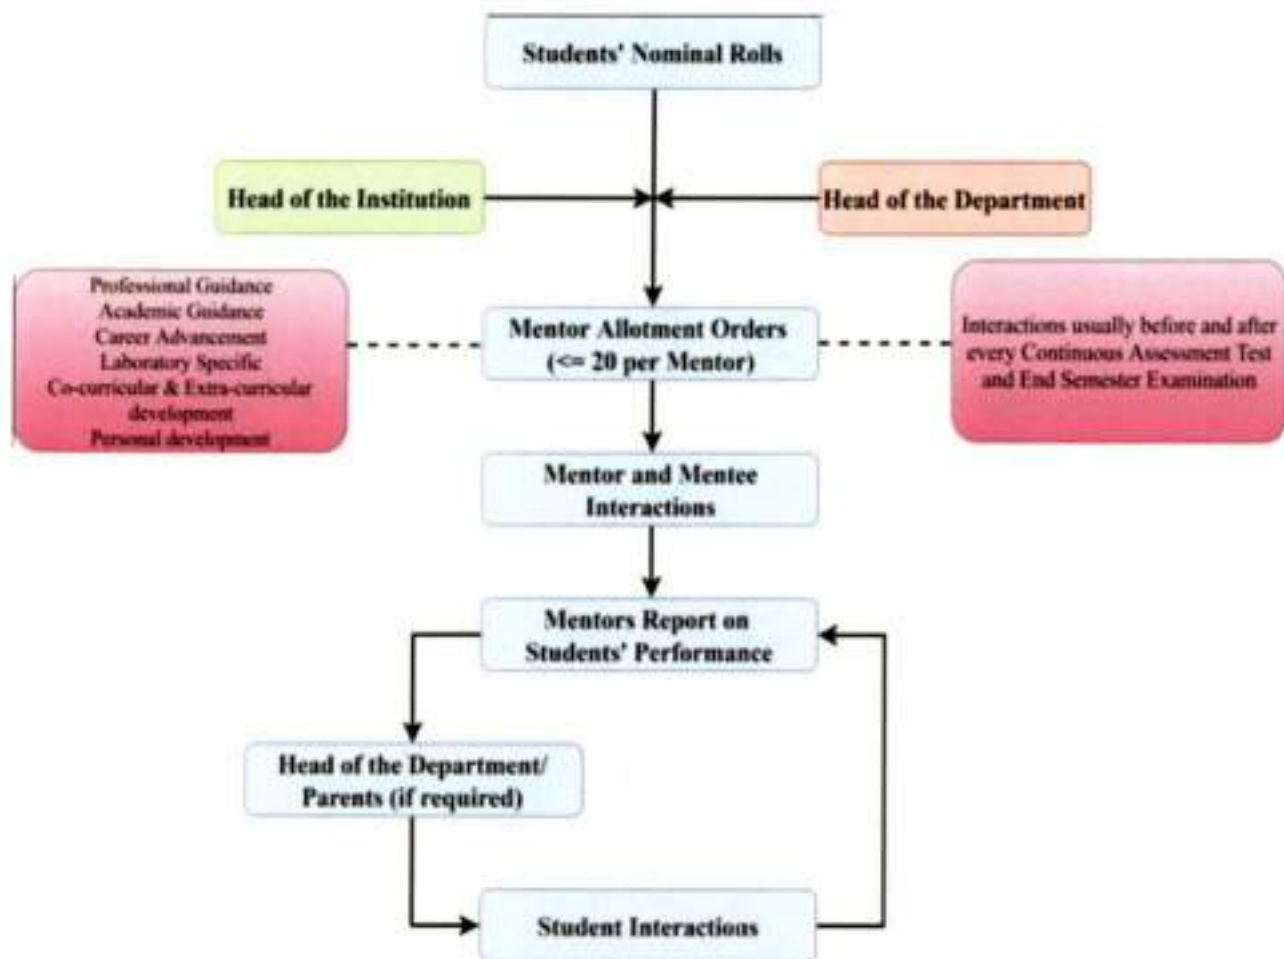 Students' Nominal Rolls
Head of the Institution
Head of the Department
Professional Guidance
Academic Guidance
Career Advancement
Laboratory Specific
Co-curricular & Extra-curricular
development
Personal development
Mentor Allotment Orders
(<= 20 per Mentor)
Interactions usually before and after
every Continuous Assessment Test
and End Semester Examination
Mentor and Mentee
Interactions
Mentors Report on
Students' Performance
Head of the Department/
Parents (if required)
Student Interactions